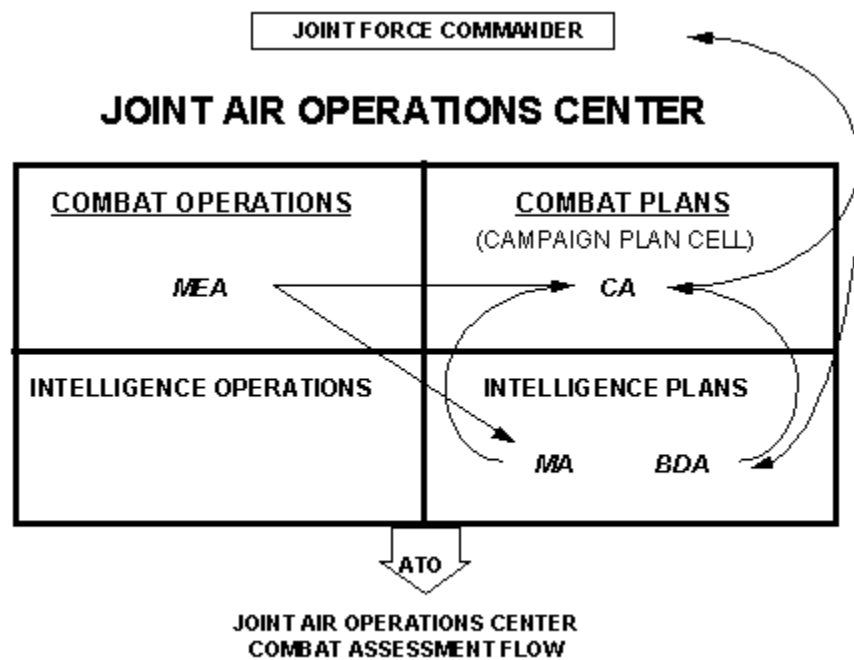 JOINT FORCE COMMANDER
JOINT AIR OPERATIONS CENTER
COMBAT OPERATIONS
MEA
COMBAT PLANS
(CAMPAIGN PLAN CELL)
CA
INTELLIGENCE OPERATIONS
INTELLIGENCE PLANS
MA BDA
ATO
JOINT AIR OPERATIONS CENTER
COMBAT ASSESSMENT FLOW